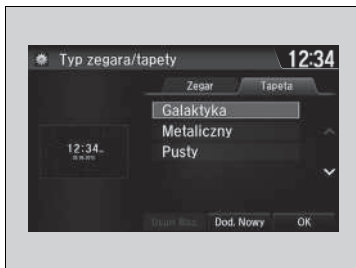 Typ zegara/tapety 12:34
Zegar Tapeta
Galaktyka
Metaliczny
12:34
Pusty
Dod. Nowy OK